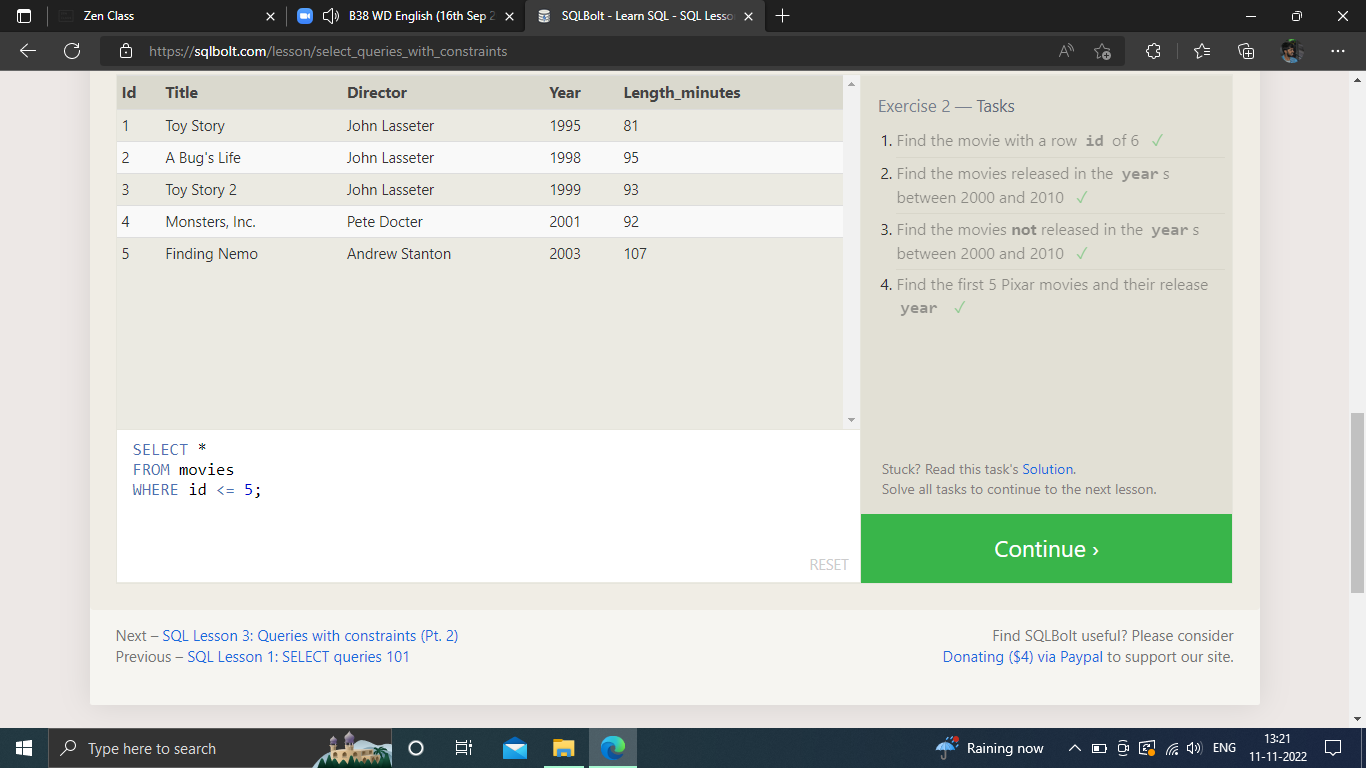 Zen Class
B38 WD English (16th Sep 2
SQLBolt - Learn SQL - SQL Lesso
https://sqlbolt.com/lesson/select_queries_with_constraints
Id Title Director Year Length_minutes
1 Toy Story John Lasseter 1995 81
2 A Bug's Life John Lasseter 1998 95
3 Toy Story 2 John Lasseter 1999 93
4 Monsters, Inc. Pete Docter 2001 92
5 Finding Nemo Andrew Stanton 2003 107
SELECT *
FROM movies
WHERE id <= 5;
RESET
Exercise 2 — Tasks
1. Find the movie with a row id of 6 ✓
2. Find the movies released in the year s
between 2000 and 2010 ✓
3. Find the movies not released in the year s
between 2000 and 2010 ✓
4. Find the first 5 Pixar movies and their release
year ✓
Stuck? Read this task's Solution.
Solve all tasks to continue to the next lesson.
Continue ›
Next – SQL Lesson 3: Queries with constraints (Pt. 2)
Previous – SQL Lesson 1: SELECT queries 101
Find SQLBolt useful? Please consider
Donating ($4) via Paypal to support our site.
Type here to search
Raining now
ENG
13:21
11-11-2022